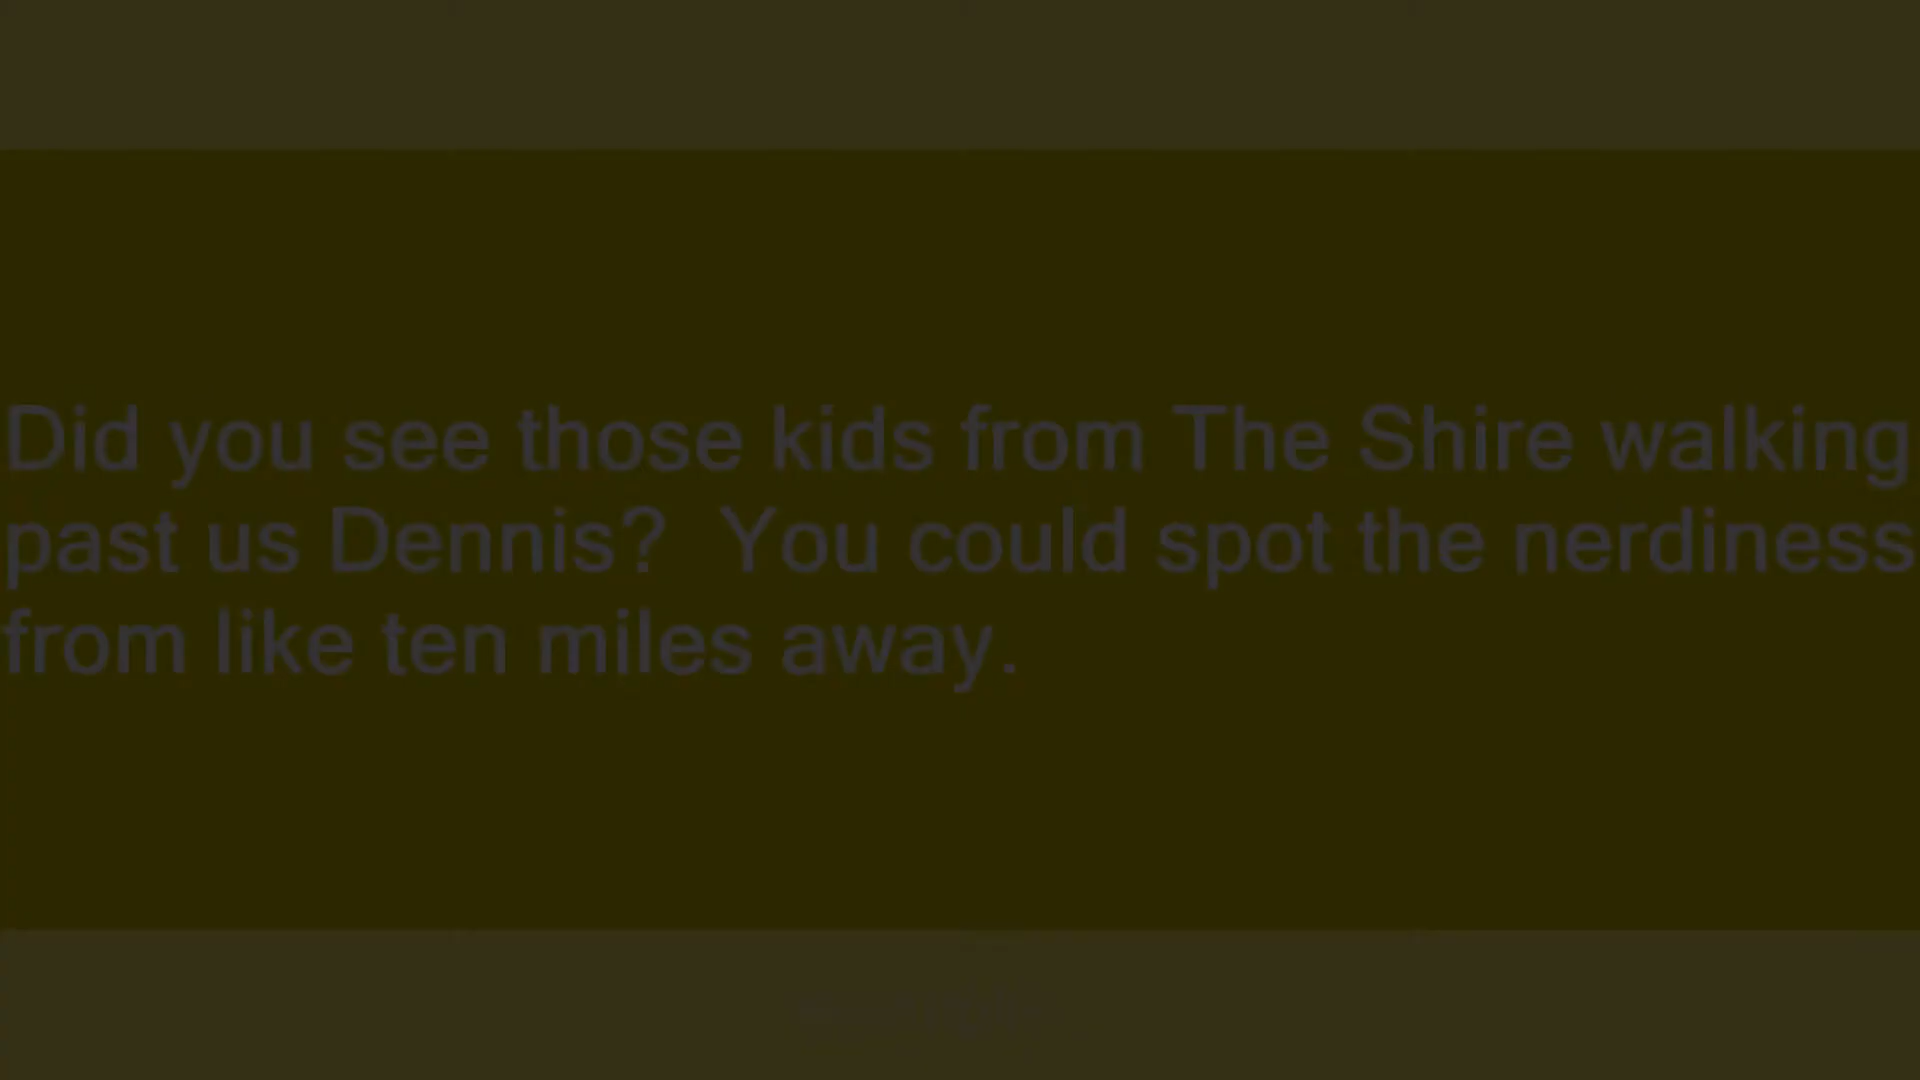 Did you see those kids from The Shire walking
past us Dennis?  You could spot the nerdiness
from like ten miles away.